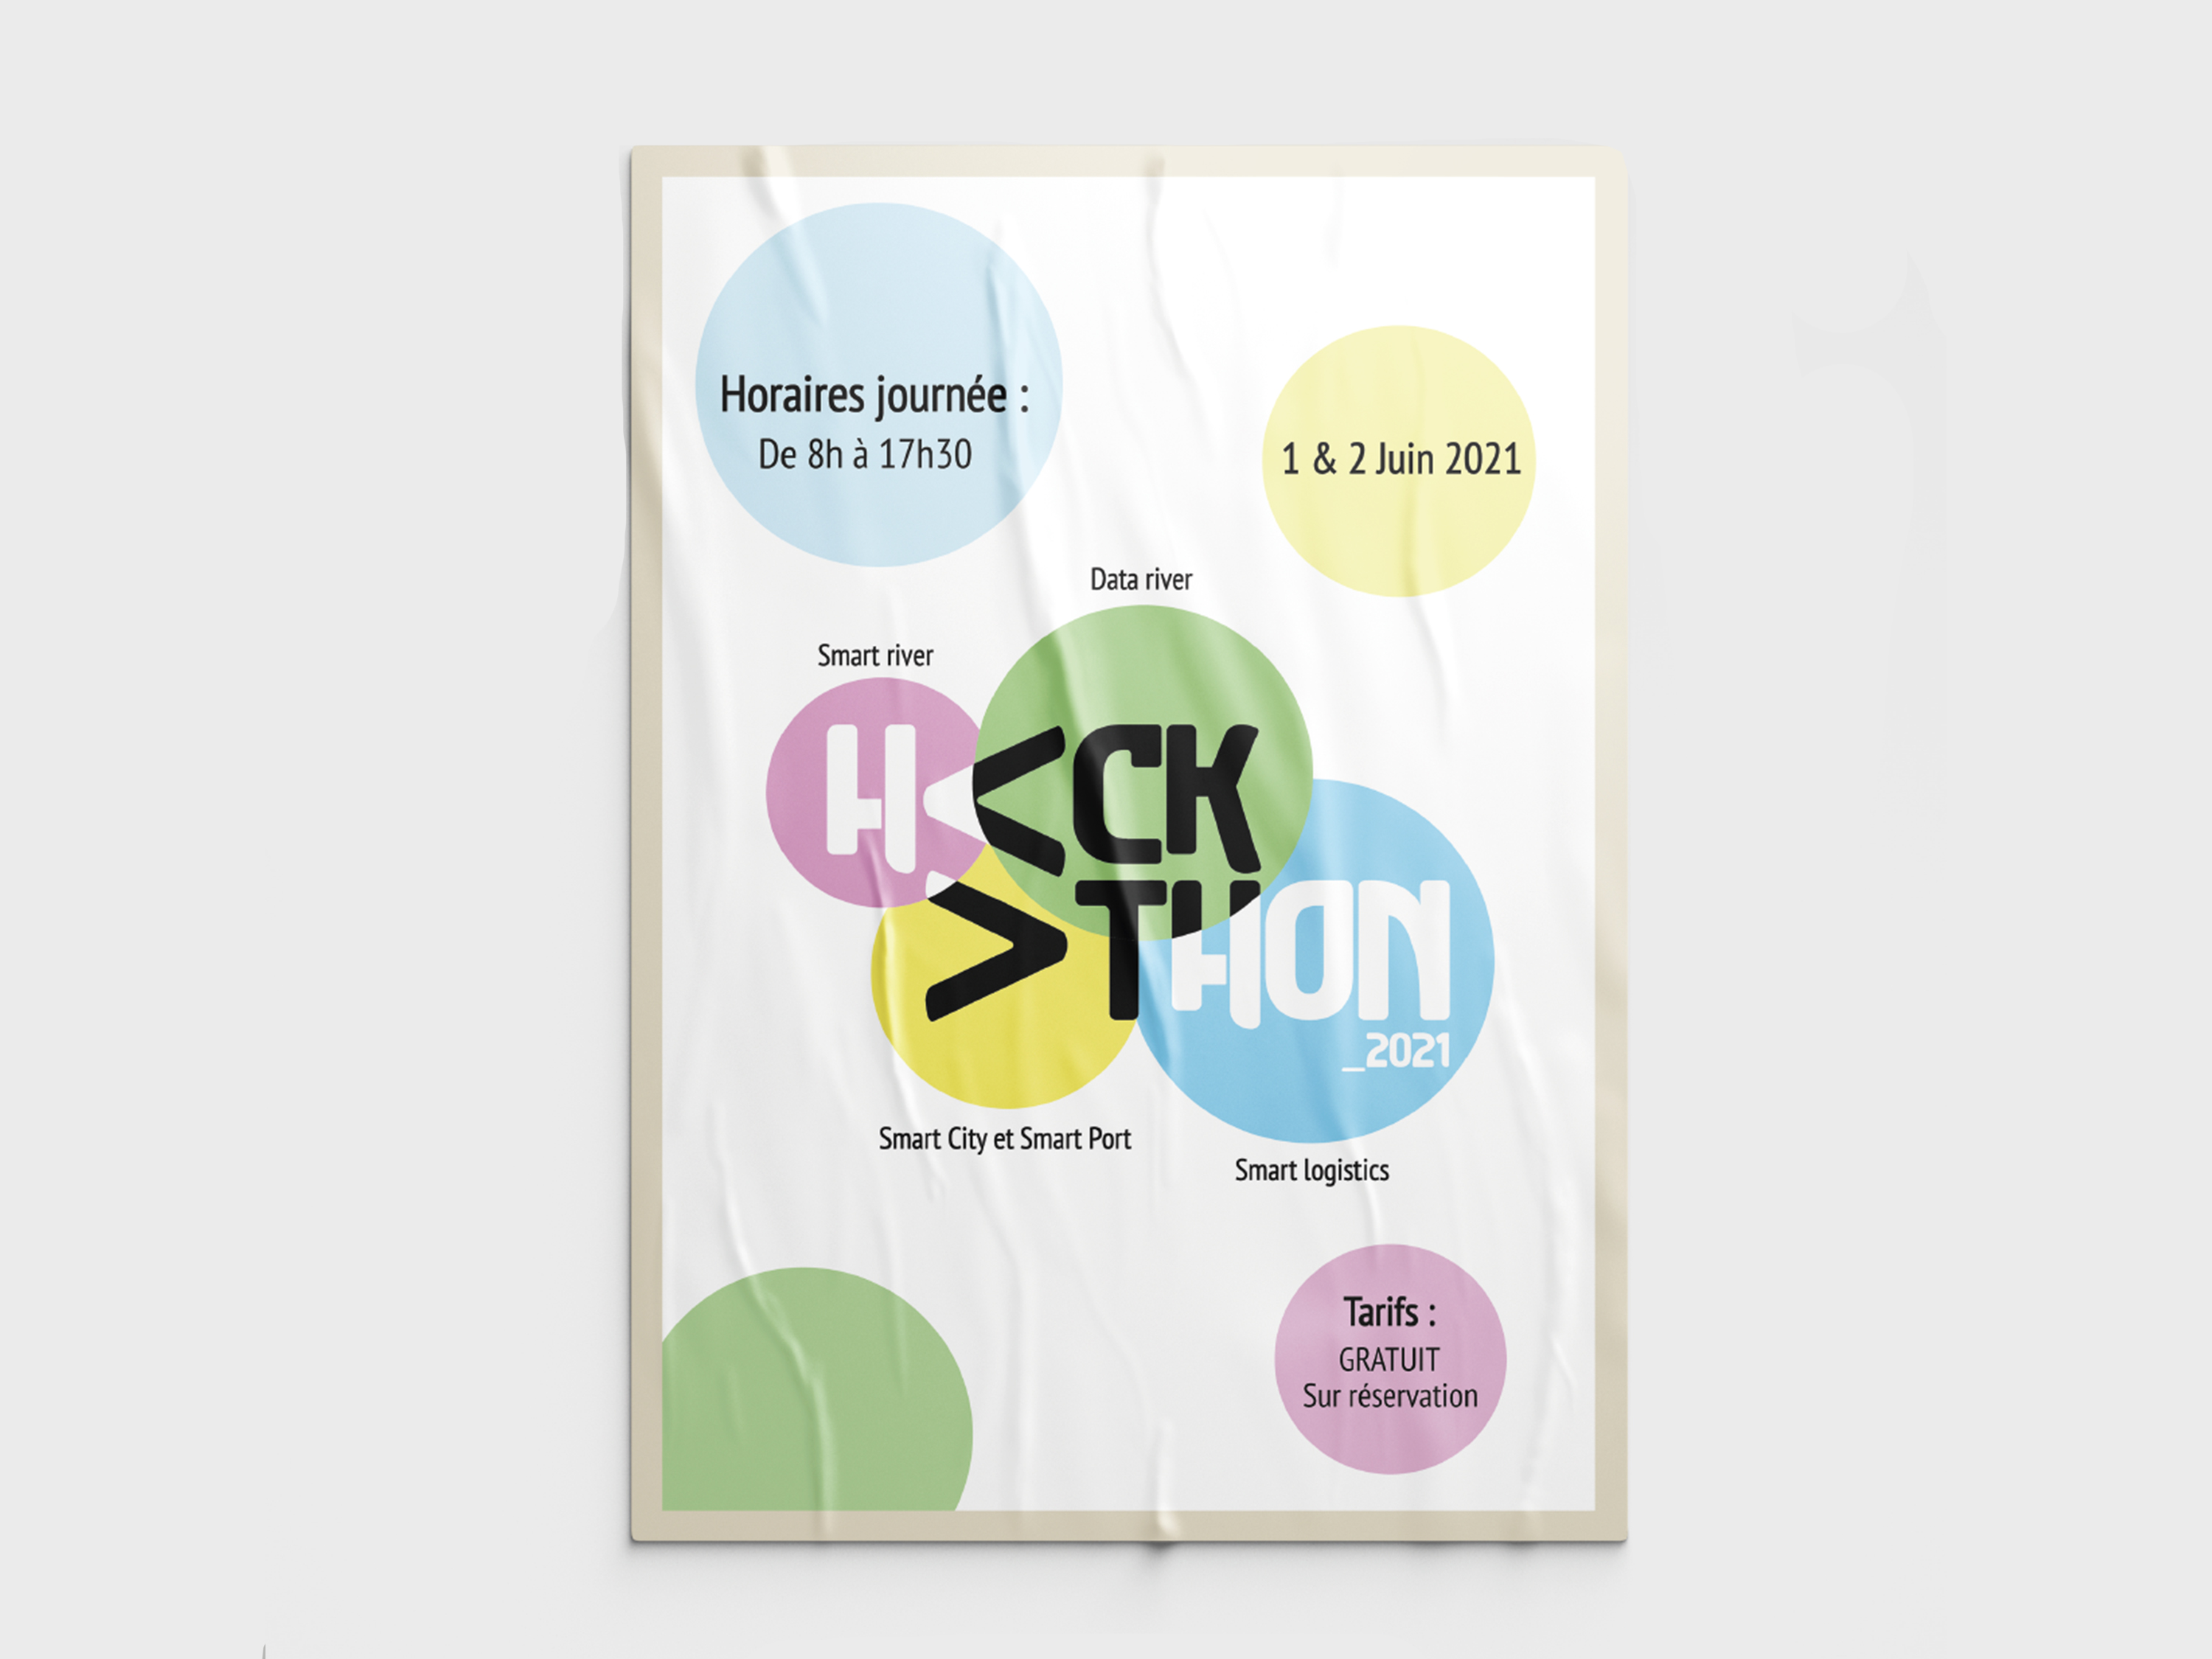 Horaires journée :
De 8h à 17h30
1 & 2 Juin 2021
Data river
Smart river
H<CK
>THON
_2021
Smart City et Smart Port
Smart logistics
Tarifs :
GRATUIT
Sur réservation